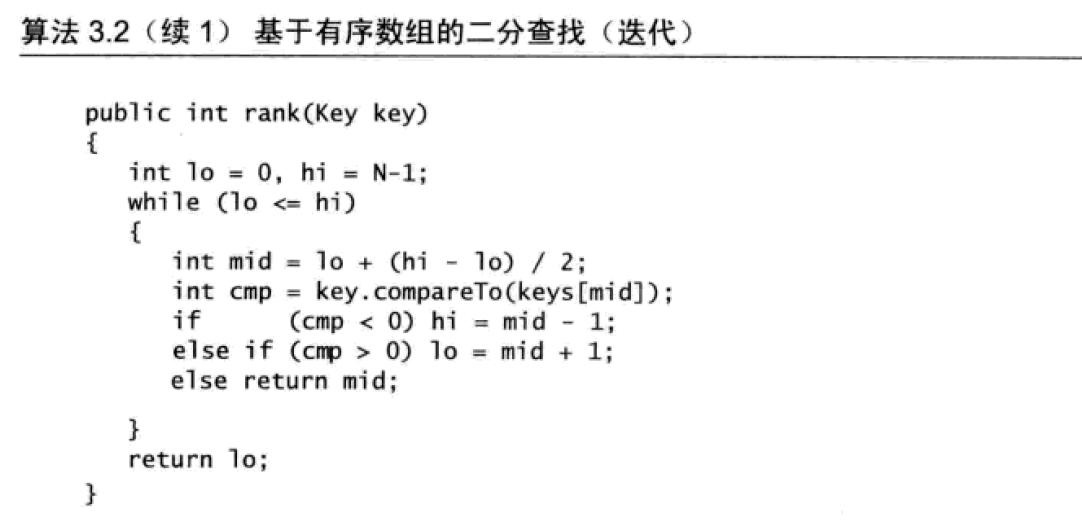 算法 3.2（续 1） 基于有序数组的二分查找（迭代）
public int rank(Key key)
{
int lo = 0, hi = N-1;
while (lo <= hi)
{
int mid = lo + (hi - lo) / 2;
int cmp = key.compareTo(keys[mid]);
if (cmp < 0) hi = mid - 1;
else if (cmp > 0) lo = mid + 1;
else return mid;
}
return lo;
}